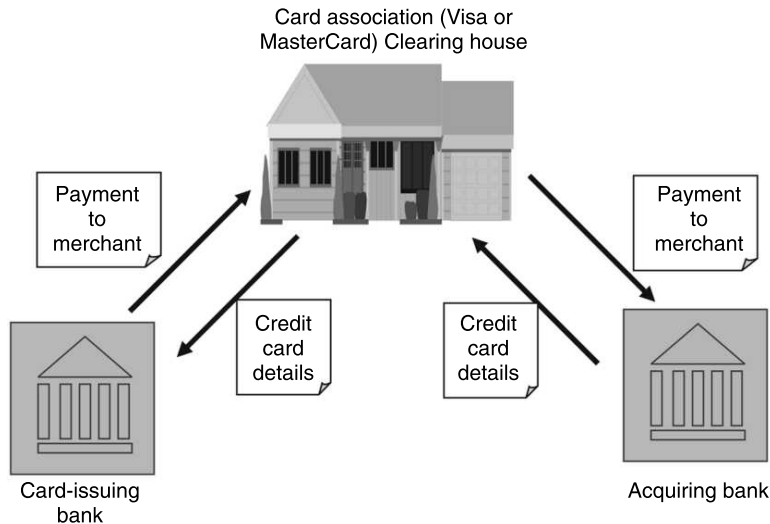 Card association (Visa or
MasterCard) Clearing house
Payment
to
merchant
Payment
to
merchant
Credit
card
details
Credit
card
details
Card-issuing
bank
Acquiring bank